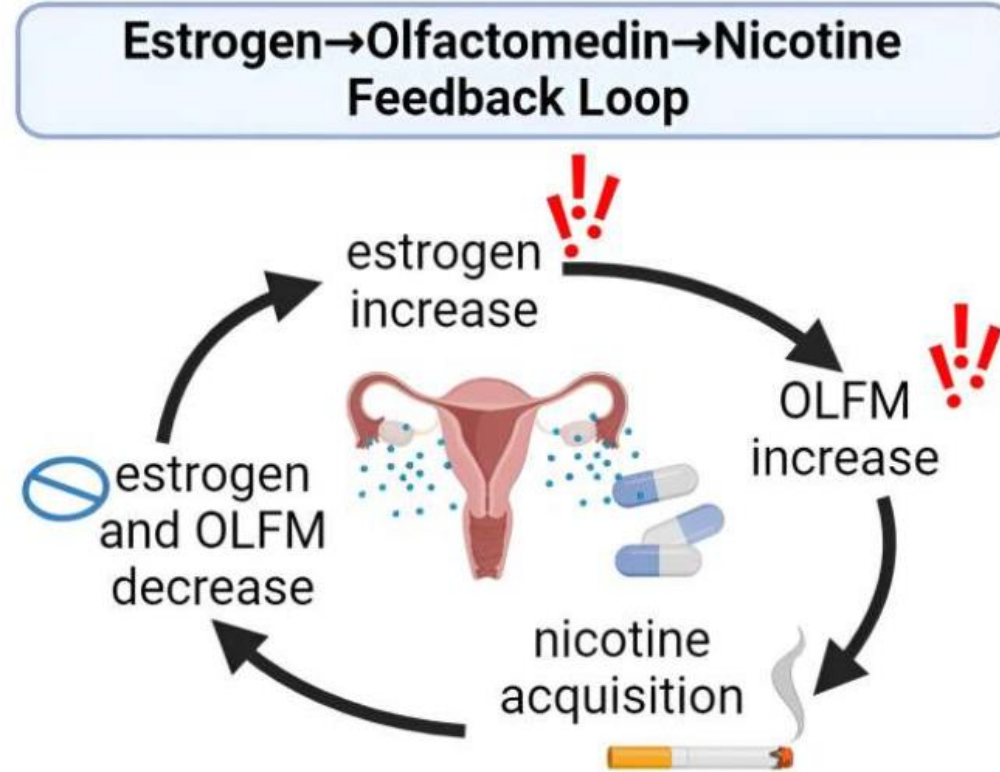 Estrogen→Olfactomedin→Nicotine
Feedback Loop
estrogen
increase
OLFM
increase
nicotine
acquisition
estrogen
and OLFM
decrease